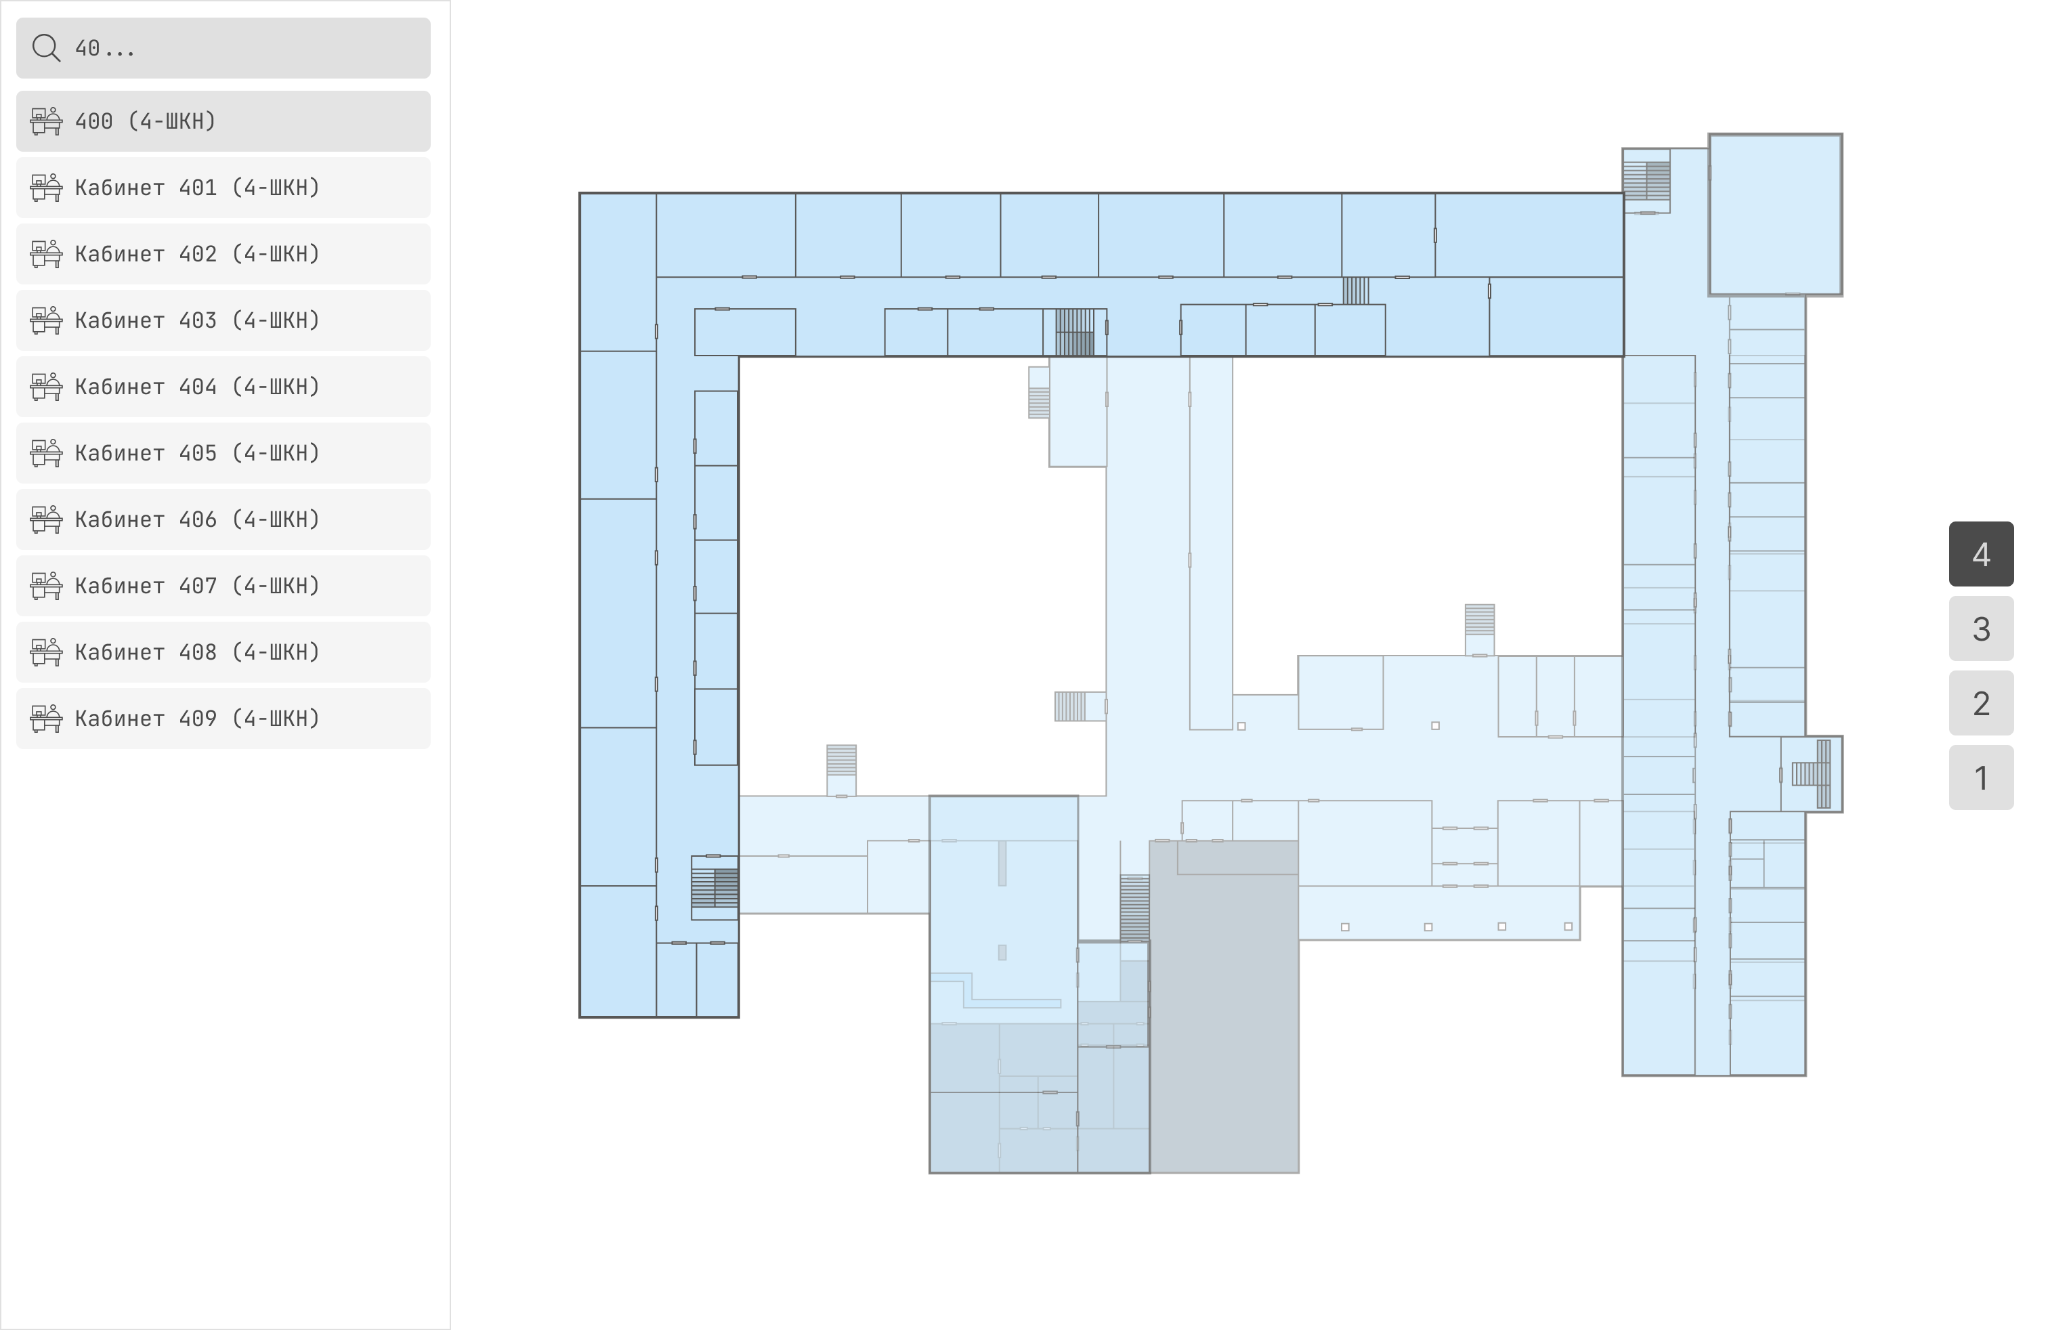 40...
400 (4-ШКН)
Кабинет 401 (4-ШКН)
Кабинет 402 (4-ШКН)
Кабинет 403 (4-ШКН)
Кабинет 404 (4-ШКН)
Кабинет 405 (4-ШКН)
Кабинет 406 (4-ШКН)
Кабинет 407 (4-ШКН)
Кабинет 408 (4-ШКН)
Кабинет 409 (4-ШКН)
4
3
2
1